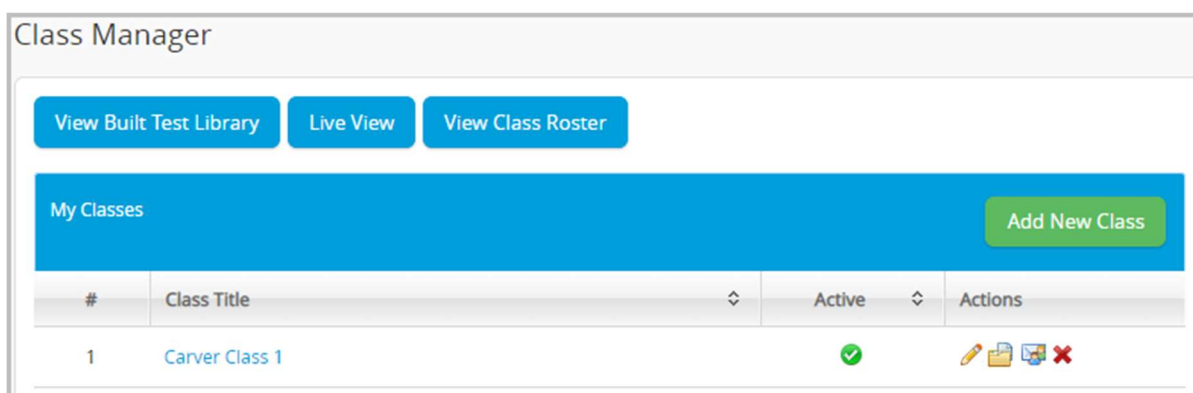 Class Manager
View Built Test Library Live View View Class Roster
My Classes
Add New Class
# Class Title Active Actions
1 Carver Class 1